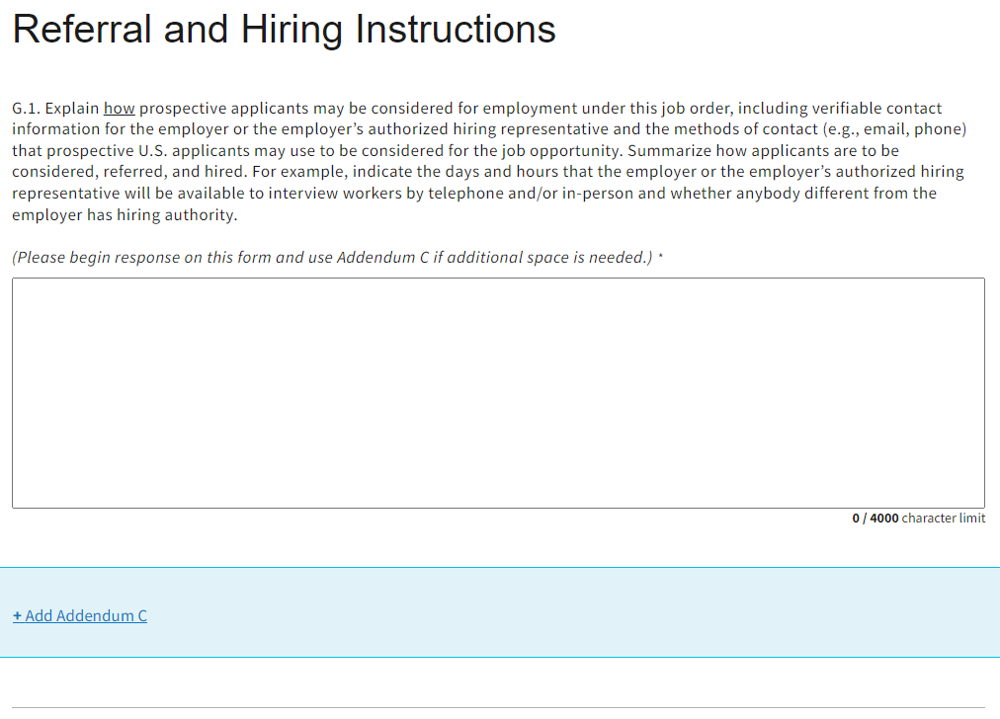 Referral and Hiring Instructions
G.1. Explain how prospective applicants may be considered for employment under this job order, including verifiable contact
information for the employer or the employer’s authorized hiring representative and the methods of contact (e.g., email, phone)
that prospective U.S. applicants may use to be considered for the job opportunity. Summarize how applicants are to be
considered, referred, and hired. For example, indicate the days and hours that the employer or the employer’s authorized hiring
representative will be available to interview workers by telephone and/or in-person and whether anybody different from the
employer has hiring authority.
(Please begin response on this form and use Addendum C if additional space is needed.) *
0 / 4000 character limit
+ Add Addendum C